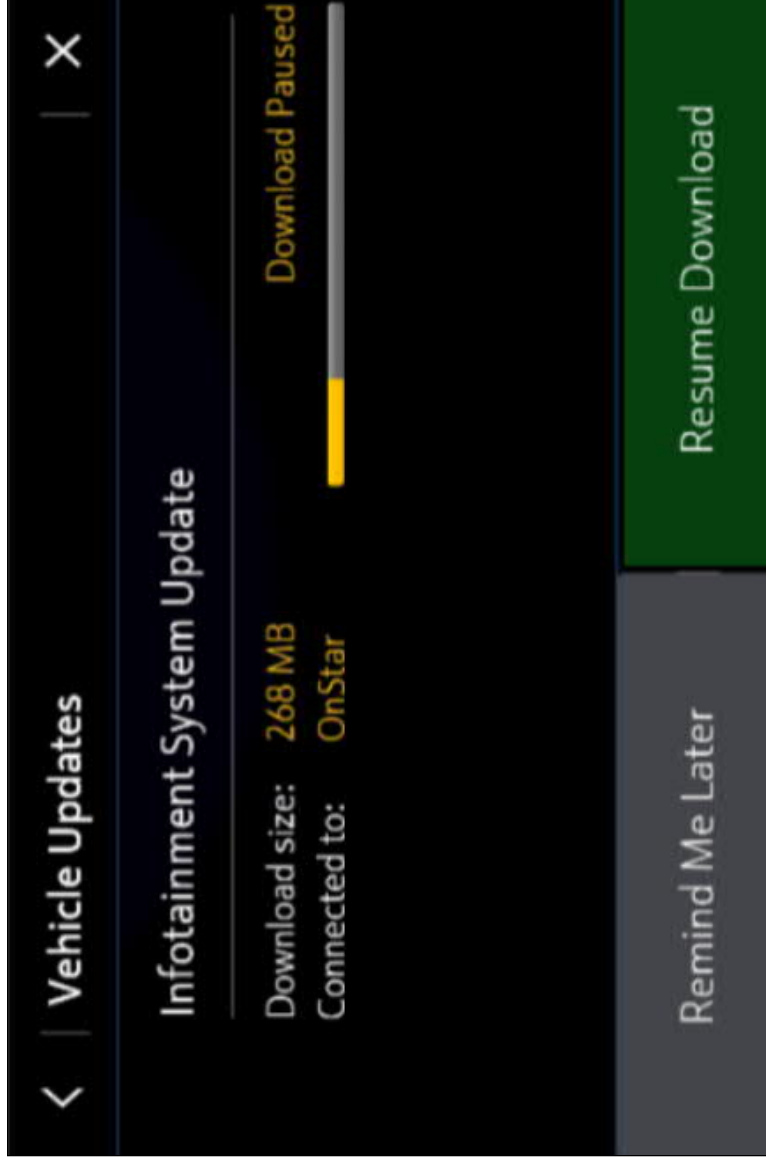 Vehicle Updates
Infotainment System Update
Download size: 268 MB Download Paused
Connected to: OnStar
Remind Me Later Resume Download